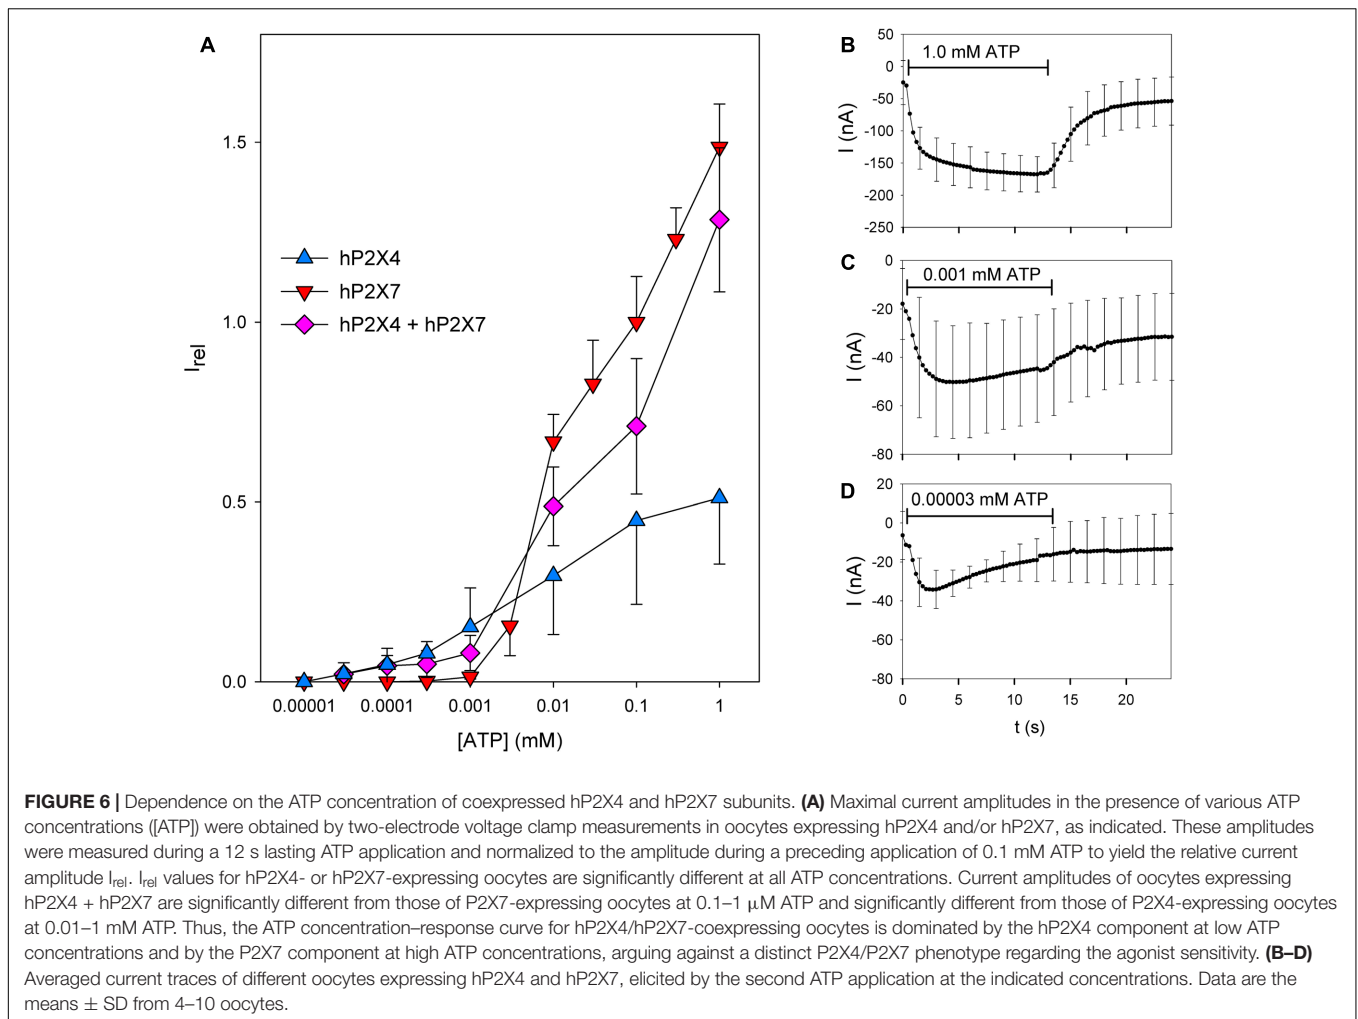 A
1.5
1.0
0.5
0.0
I_rel
hP2X4
hP2X7
hP2X4 + hP2X7
0.00001
0.0001
0.001
0.01
0.1
1
[ATP] (mM)
B
1.0 mM ATP
50
0
-50
-100
-150
-200
-250
I (nA)
C
0.001 mM ATP
0
-20
-40
-60
-80
I (nA)
D
0.00003 mM ATP
20
0
-20
-40
-60
-80
I (nA)
0
5
10
15
20
t (s)
FIGURE 6 | Dependence on the ATP concentration of coexpressed hP2X4 and hP2X7 subunits. (A) Maximal current amplitudes in the presence of various ATP
concentrations ([ATP]) were obtained by two-electrode voltage clamp measurements in oocytes expressing hP2X4 and/or hP2X7, as indicated. These amplitudes
were measured during a 12 s lasting ATP application and normalized to the amplitude during a preceding application of 0.1 mM ATP to yield the relative current
amplitude I_rel. I_rel values for hP2X4- or hP2X7-expressing oocytes are significantly different at all ATP concentrations. Current amplitudes of oocytes expressing
hP2X4 + hP2X7 are significantly different from those of P2X7-expressing oocytes at 0.1–1 μM ATP and significantly different from those of P2X4-expressing oocytes
at 0.01–1 mM ATP. Thus, the ATP concentration–response curve for hP2X4/hP2X7-coexpressing oocytes is dominated by the hP2X4 component at low ATP
concentrations and by the P2X7 component at high ATP concentrations, arguing against a distinct P2X4/P2X7 phenotype regarding the agonist sensitivity. (B–D)
Averaged current traces of different oocytes expressing hP2X4 and hP2X7, elicited by the second ATP application at the indicated concentrations. Data are the
means ± SD from 4–10 oocytes.